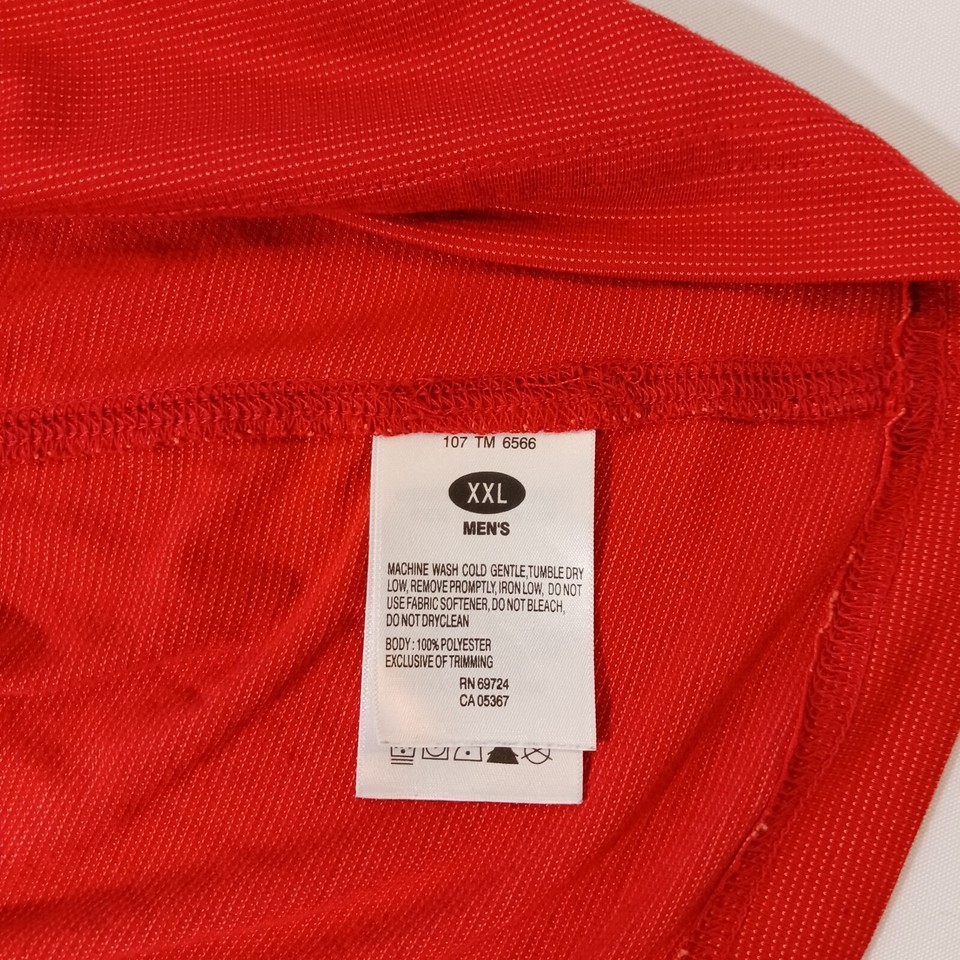 107 TM 6566
XXL
MEN'S
MACHINE WASH COLD GENTLE,TUMBLE DRY
LOW, REMOVE PROMPTLY, IRON LOW, DO NOT
USE FABRIC SOFTENER, DO NOT BLEACH,
DO NOT DRYCLEAN
BODY : 100% POLYESTER
EXCLUSIVE OF TRIMMING
RN 69724
CA 05367